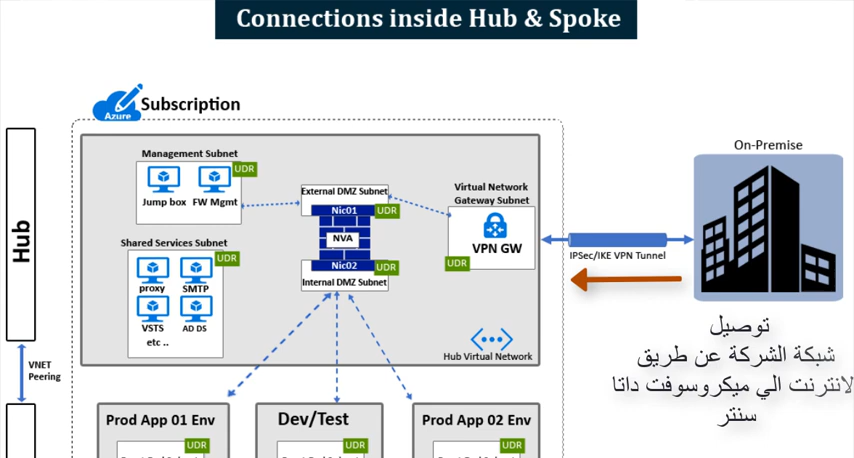 Connections inside Hub & Spoke
Azure
Subscription
On-Premise
Hub
Management Subnet
UDR
Jump box
FW Mgmt
External DMZ Subnet
Nic01
UDR
NVA
Nic02
UDR
Internal DMZ Subnet
Virtual Network
Gateway Subnet
VPN GW
UDR
IPSec/IKE VPN Tunnel
Shared Services Subnet
UDR
proxy
SMTP
VSTS
AD DS
etc ..
Hub Virtual Network
توصيل
شبكة الشركة عن طريق
لانترنت الي ميكروسوفت داتا
سنتر
VNET
Peering
Prod App 01 Env
UDR
Dev/Test
UDR
Prod App 02 Env
UDR